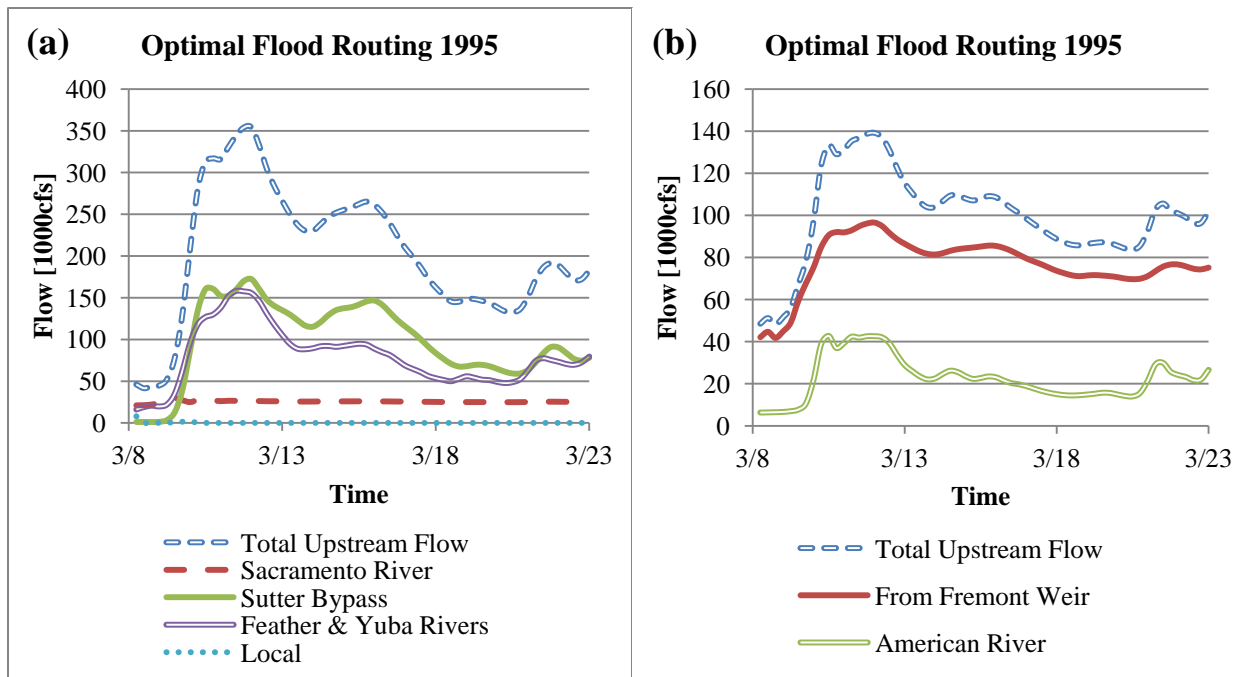 (a) Optimal Flood Routing 1995
Flow [1000cfs]
400
350
300
250
200
150
100
50
0
3/8 3/13 3/18 3/23
Time
Total Upstream Flow
Sacramento River
Sutter Bypass
Feather & Yuba Rivers
Local
(b) Optimal Flood Routing 1995
Flow [1000cfs]
160
140
120
100
80
60
40
20
0
3/8 3/13 3/18 3/23
Time
Total Upstream Flow
From Fremont Weir
American River